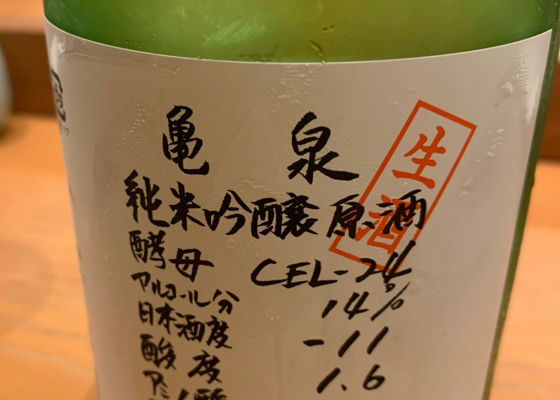 亀泉
生酒
純米吟醸原酒
酵母 CEL-24
アルコール分 14%
日本酒度 -11
酸度 1.6